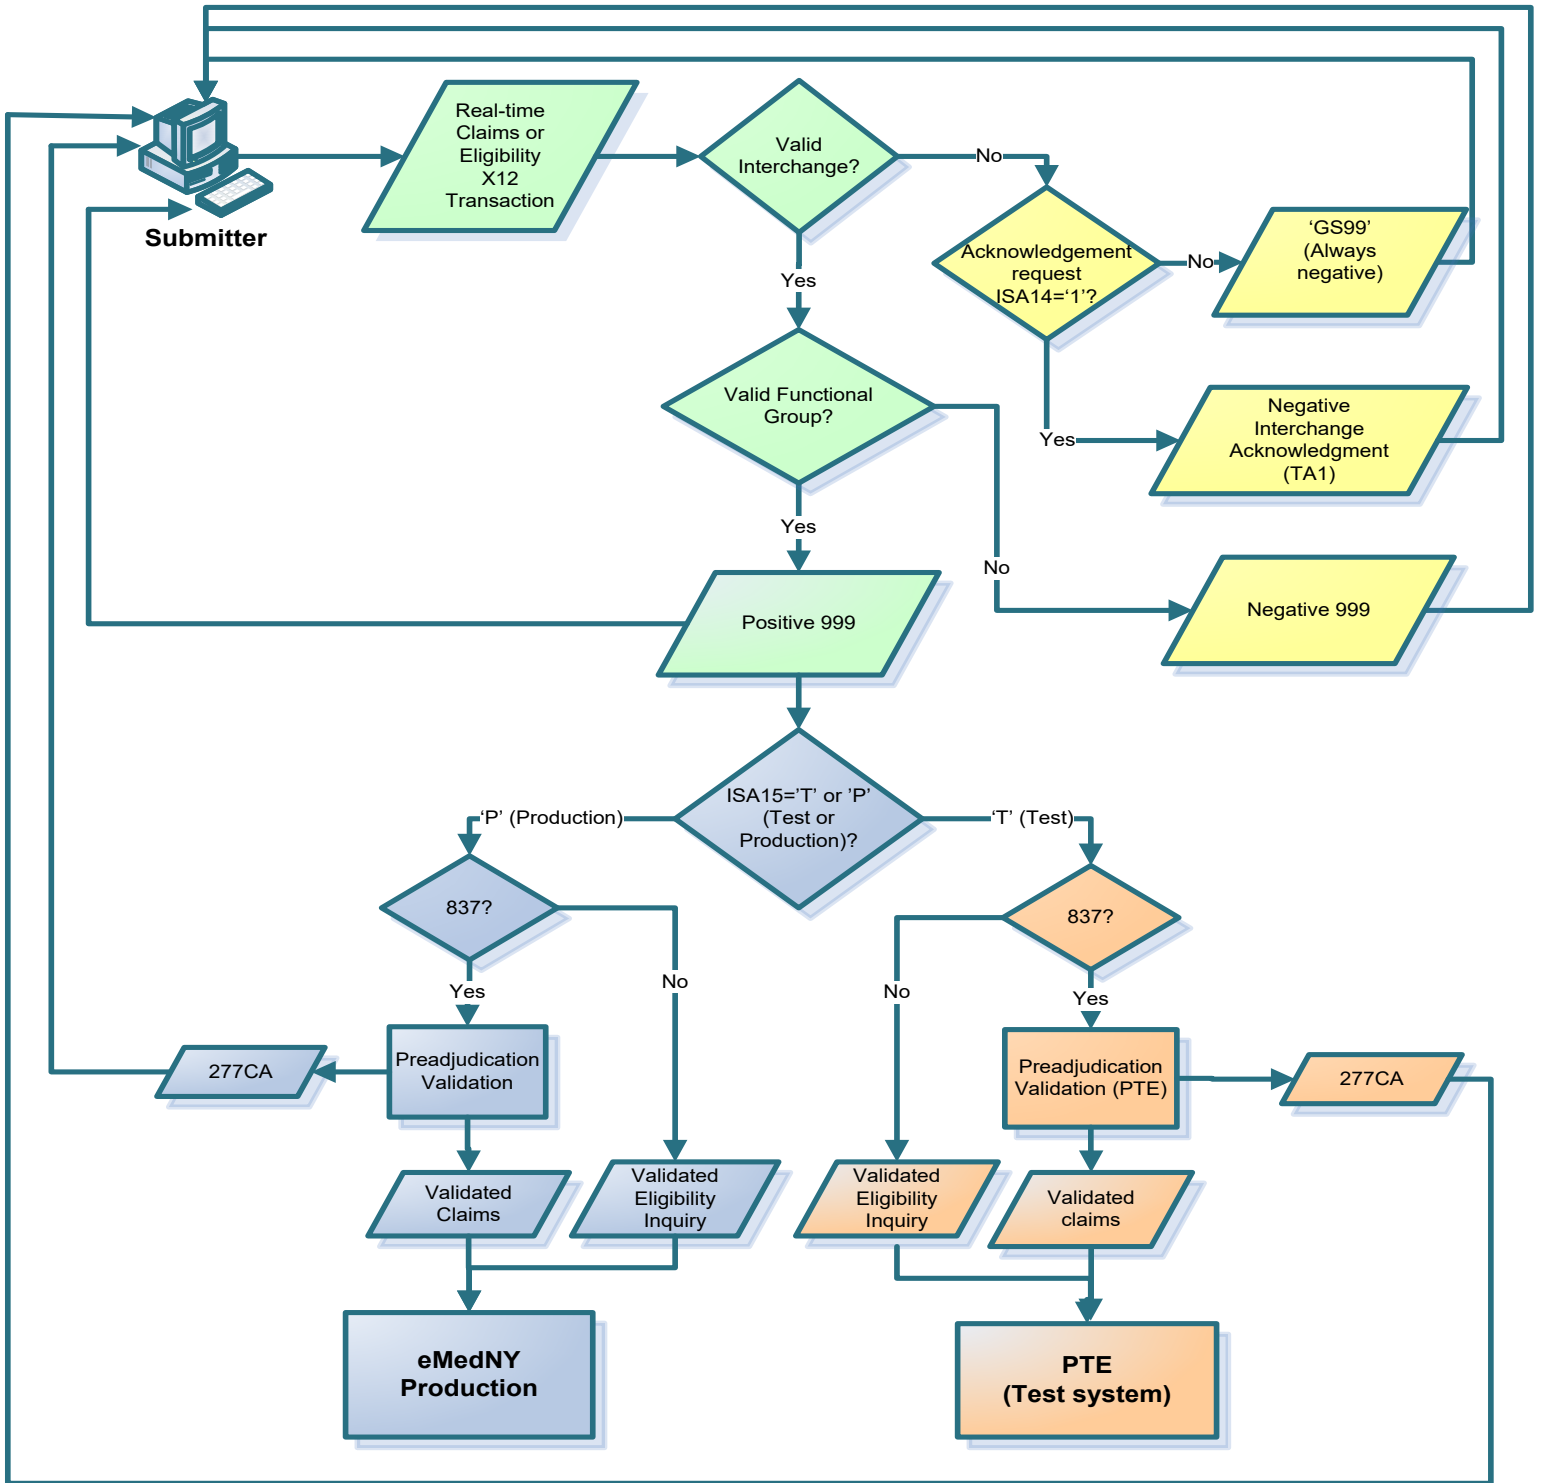 Real-time
Claims or
Eligibility
X12
Transaction
Valid
Interchange?
No
Submitter
Acknowledgement
request
ISA14=‘1’?
No
‘GS99’
(Always
negative)
Yes
Valid Functional
Group?
Yes
Negative
Interchange
Acknowledgment
(TA1)
Yes
No
Positive 999
Negative 999
ISA15=’T’ or ’P’
(Test or
Production)?
‘P’ (Production)
‘T’ (Test)
837?
837?
No
No
Yes
Yes
277CA
Preadjudication
Validation
Preadjudication
Validation (PTE)
277CA
Validated
Claims
Validated
Eligibility
Inquiry
Validated
Eligibility
Inquiry
Validated
claims
eMedNY
Production
PTE
(Test system)